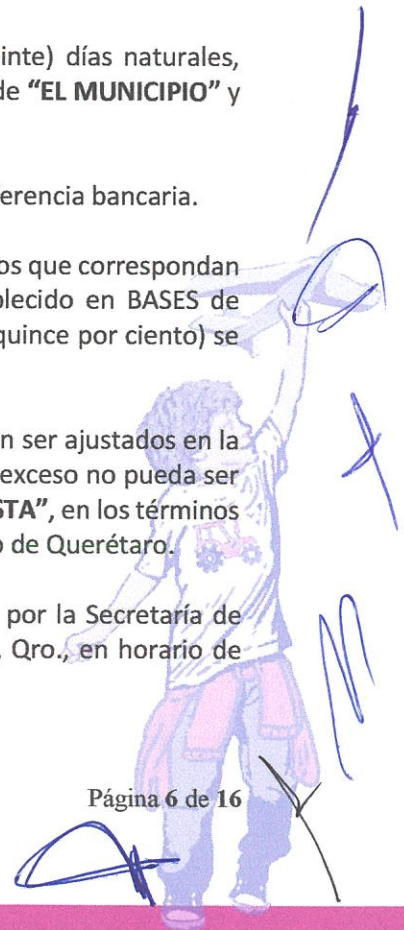 inte) días naturales,
de "EL MUNICIPIO" y
ferencia bancaria.
os que correspondan
blecido en BASES de
quince por ciento) se
n ser ajustados en la
exceso no pueda ser
STA", en los términos
o de Querétaro.
por la Secretaría de
Qro., en horario de
Página 6 de 16